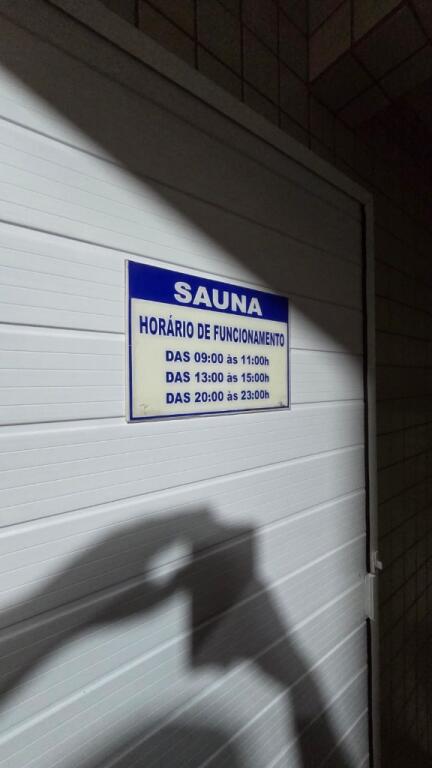 SAUNA
HORÁRIO DE FUNCIONAMENTO
DAS 09:00 às 11:00h
DAS 13:00 às 15:00h
DAS 20:00 às 23:00h